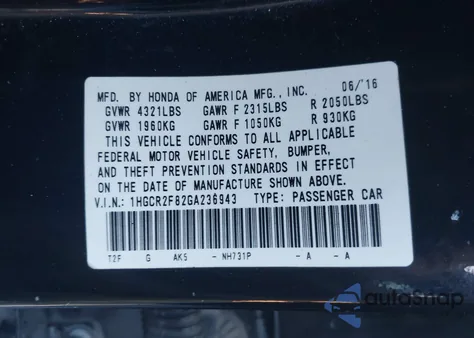 MFD. BY HONDA OF AMERICA MFG., INC. 06/16
GVWR 4321LBS GAWR F 2315LBS R 2050LBS
GVWR 1960KG GAWR F 1050KG R 930KG
THIS VEHICLE CONFORMS TO ALL APPLICABLE
FEDERAL MOTOR VEHICLE SAFETY, BUMPER,
AND THEFT PREVENTION STANDARDS IN EFFECT
ON THE DATE OF MANUFACTURE SHOWN ABOVE.
V.I.N.: 1HGCR2F82GA236943 TYPE: PASSENGER CAR
T2F G AK5 - NH731P - A - A
autosnap